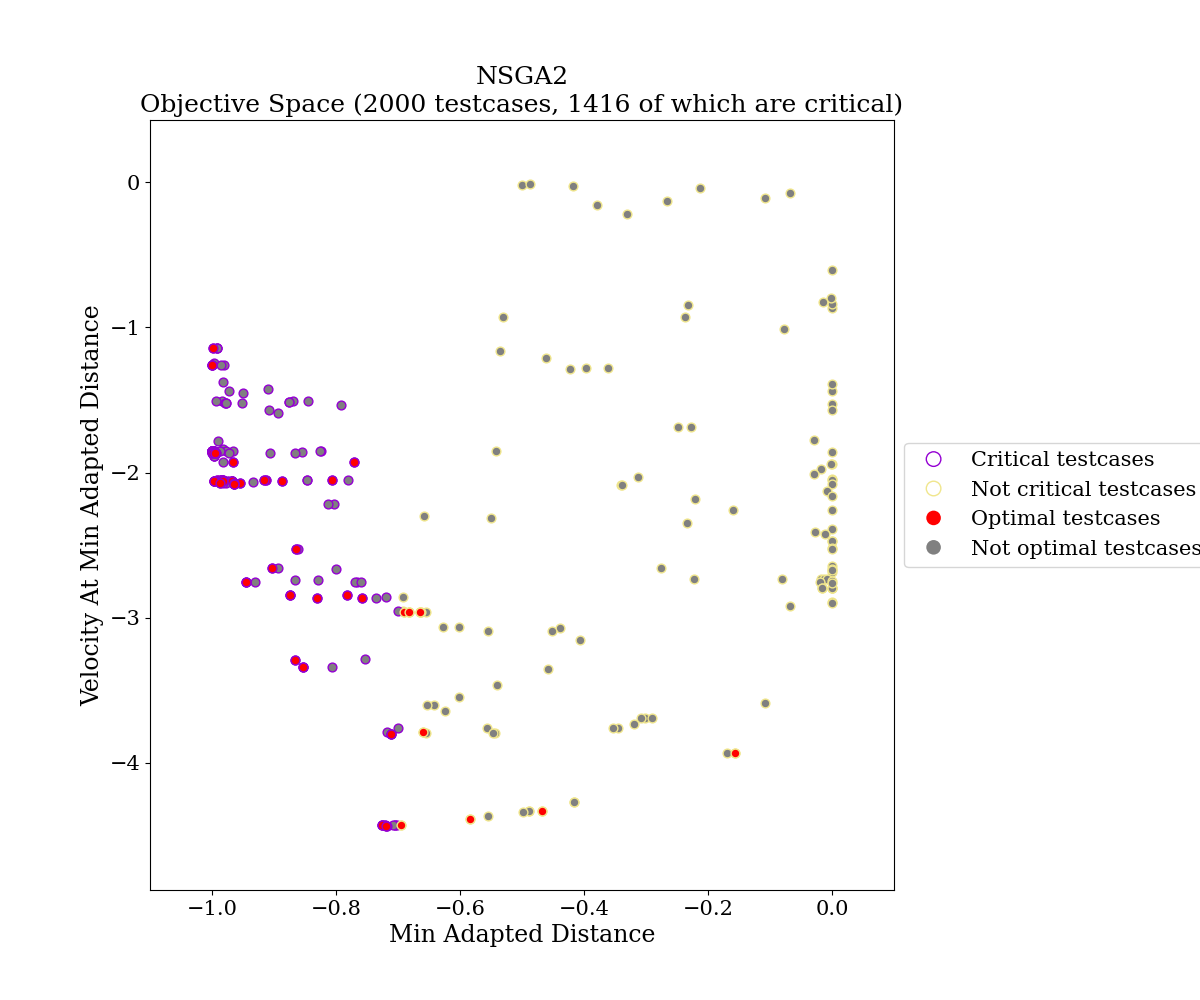 NSGA2
Objective Space (2000 testcases, 1416 of which are critical)
0
−1
−2
−3
−4
Velocity At Min Adapted Distance
−1.0 −0.8 −0.6 −0.4 −0.2 0.0
Min Adapted Distance
Critical testcases
Not critical testcases
Optimal testcases
Not optimal testcases